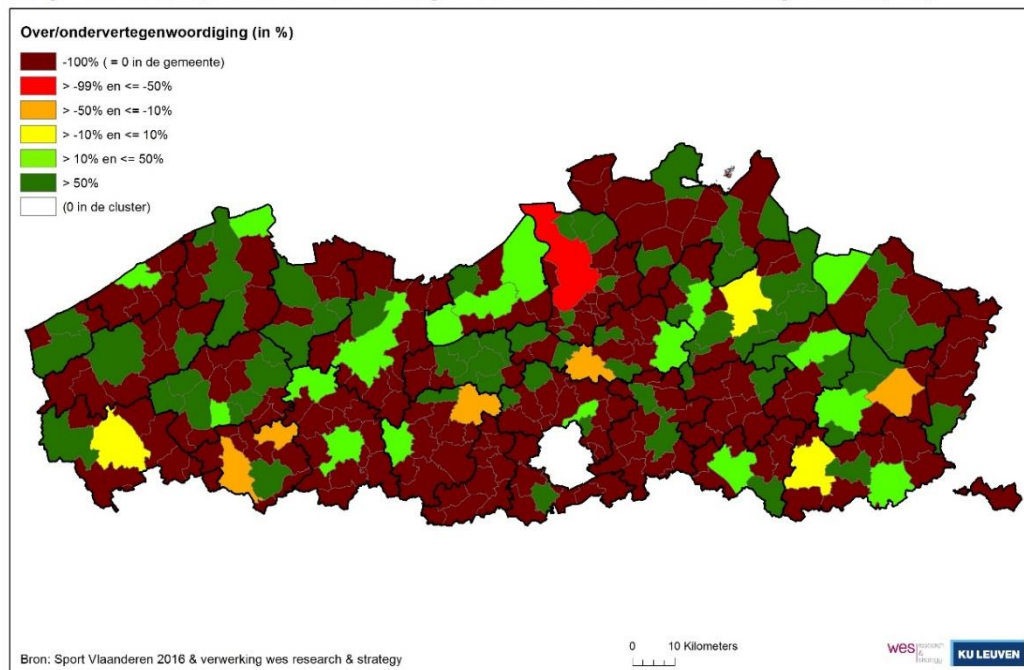 Over/ondervertegenwoordiging (in %)
-100% ( = 0 in de gemeente)
> -99% en <= -50%
> -50% en <= -10%
> -10% en <= 10%
> 10% en <= 50%
> 50%
(0 in de cluster)
0 10 Kilometers
Bron: Sport Vlaanderen 2016 & verwerking wes research & strategy
wes research
&
strategy
KU LEUVEN